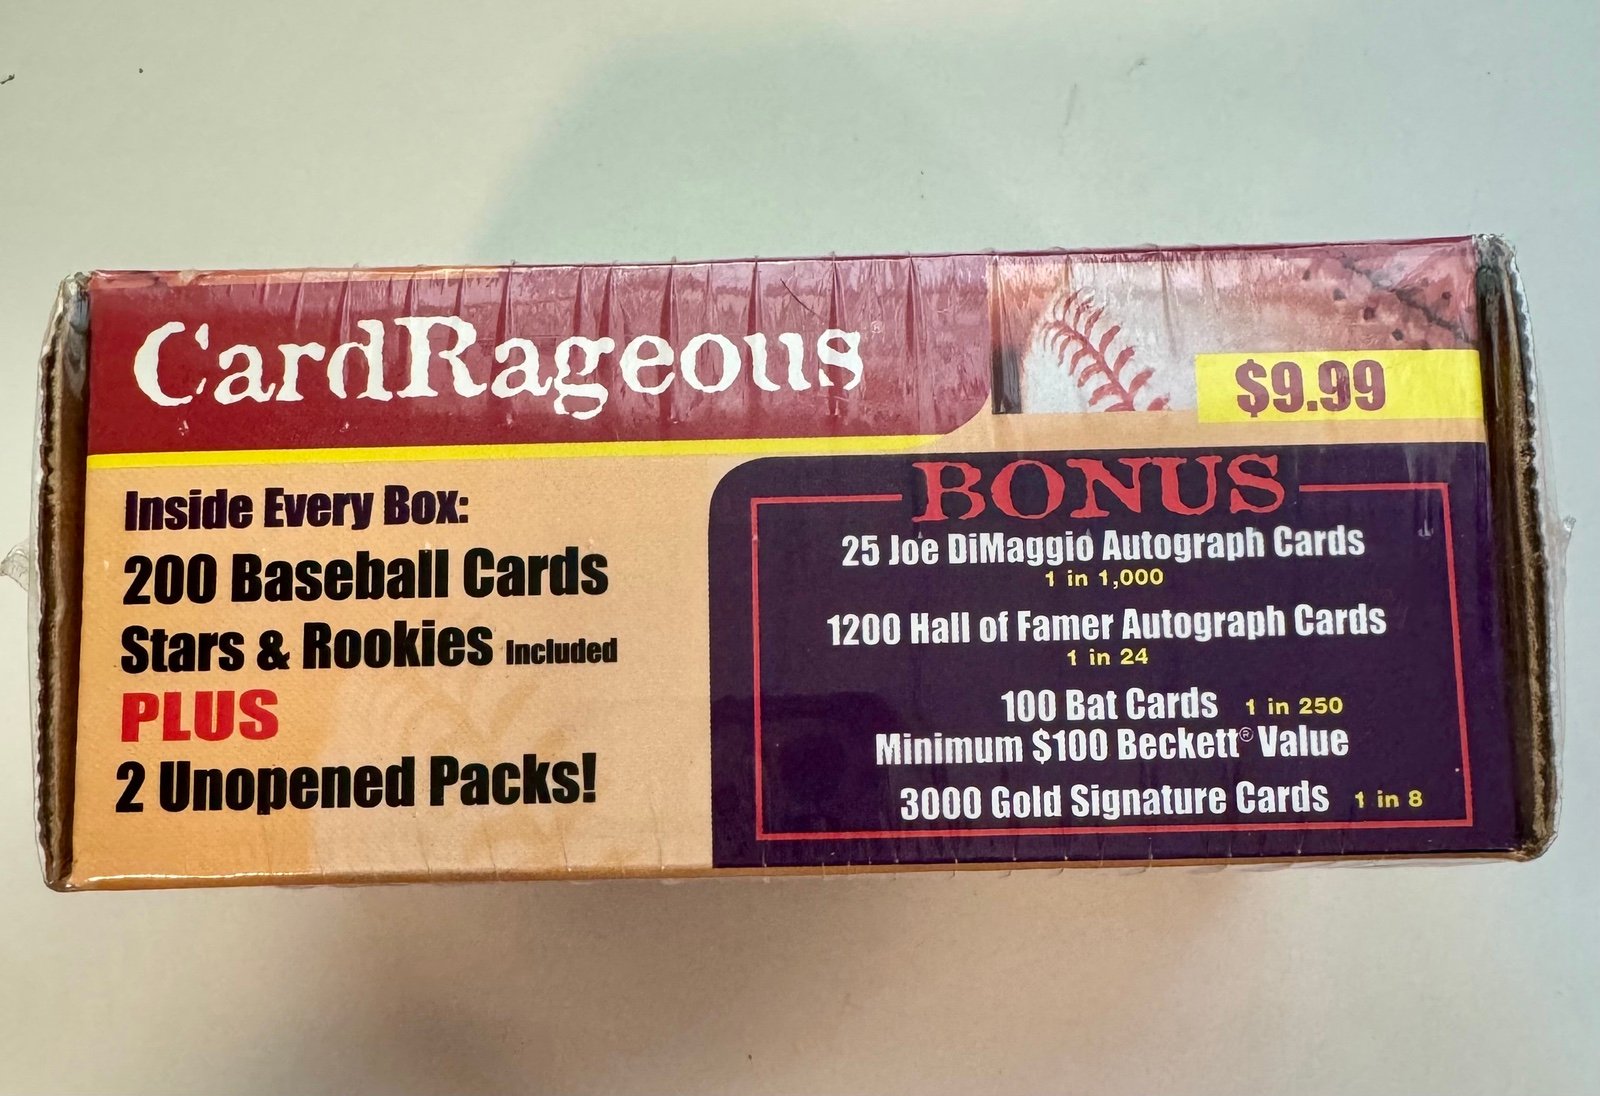 CardRageous®
$9.99
Inside Every Box:
200 Baseball Cards
Stars & Rookies Included
PLUS
2 Unopened Packs!
BONUS
25 Joe DiMaggio Autograph Cards
1 in 1,000
1200 Hall of Famer Autograph Cards
1 in 24
100 Bat Cards 1 in 250
Minimum $100 Beckett® Value
3000 Gold Signature Cards 1 in 8